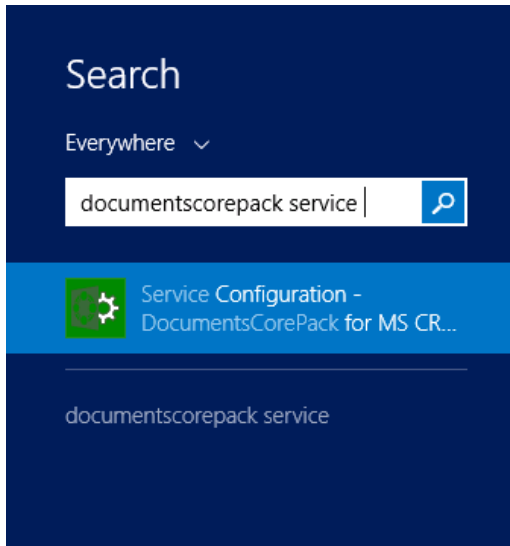 Search
Everywhere
documentscorepack service
Service Configuration -
DocumentsCorePack for MS CR...
documentscorepack service